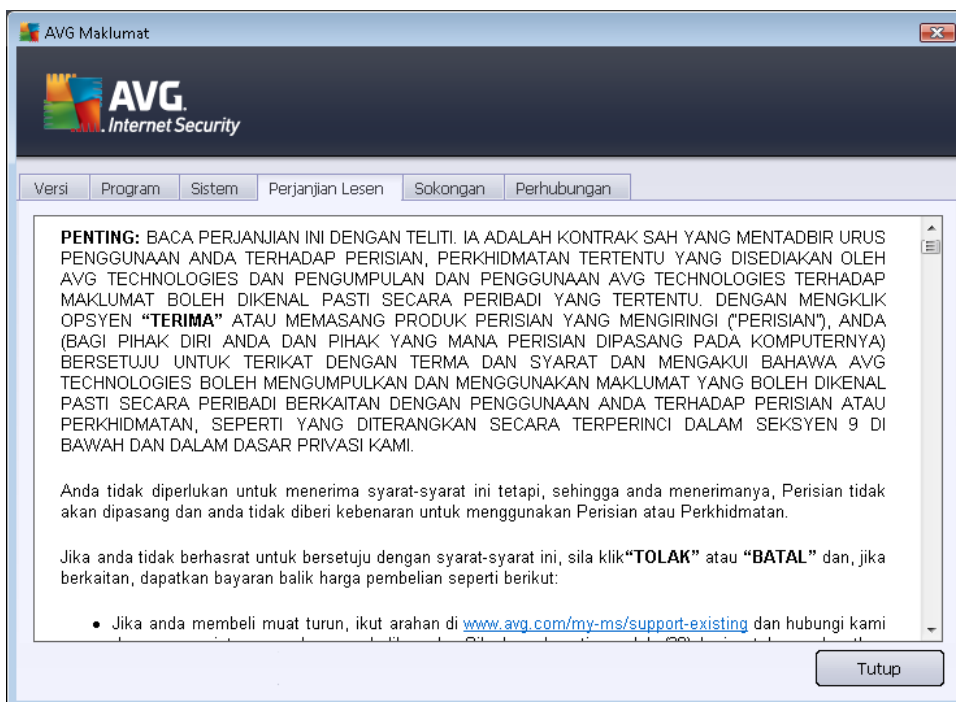 AVG Maklumat
AVG.
Internet Security
Versi Program Sistem Perjanjian Lesen Sokongan Perhubungan
PENTING: BACA PERJANJIAN INI DENGAN TELITI. IA ADALAH KONTRAK SAH YANG MENTADBIR URUS
PENGGUNAAN ANDA TERHADAP PERISIAN, PERKHIDMATAN TERTENTU YANG DISEDIAKAN OLEH
AVG TECHNOLOGIES DAN PENGUMPULAN DAN PENGGUNAAN AVG TECHNOLOGIES TERHADAP
MAKLUMAT BOLEH DIKENAL PASTI SECARA PERIBADI YANG TERTENTU. DENGAN MENGKLIK
OPSYEN “TERIMA” ATAU MEMASANG PRODUK PERISIAN YANG MENGIRINGI ("PERISIAN"), ANDA
(BAGI PIHAK DIRI ANDA DAN PIHAK YANG MANA PERISIAN DIPASANG PADA KOMPUTERNYA)
BERSETUJU UNTUK TERIKAT DENGAN TERMA DAN SYARAT DAN MENGAKUI BAHAWA AVG
TECHNOLOGIES BOLEH MENGUMPULKAN DAN MENGGUNAKAN MAKLUMAT YANG BOLEH DIKENAL
PASTI SECARA PERIBADI BERKAITAN DENGAN PENGGUNAAN ANDA TERHADAP PERISIAN ATAU
PERKHIDMATAN, SEPERTI YANG DITERANGKAN SECARA TERPERINCI DALAM SEKSYEN 9 DI
BAWAH DAN DALAM DASAR PRIVASI KAMI.
Anda tidak diperlukan untuk menerima syarat-syarat ini tetapi, sehingga anda menerimanya, Perisian tidak
akan dipasang dan anda tidak diberi kebenaran untuk menggunakan Perisian atau Perkhidmatan.
Jika anda tidak berhasrat untuk bersetuju dengan syarat-syarat ini, sila klik“TOLAK” atau “BATAL” dan, jika
berkaitan, dapatkan bayaran balik harga pembelian seperti berikut:
• Jika anda membeli muat turun, ikut arahan di www.avg.com/my-ms/support-existing dan hubungi kami
Tutup